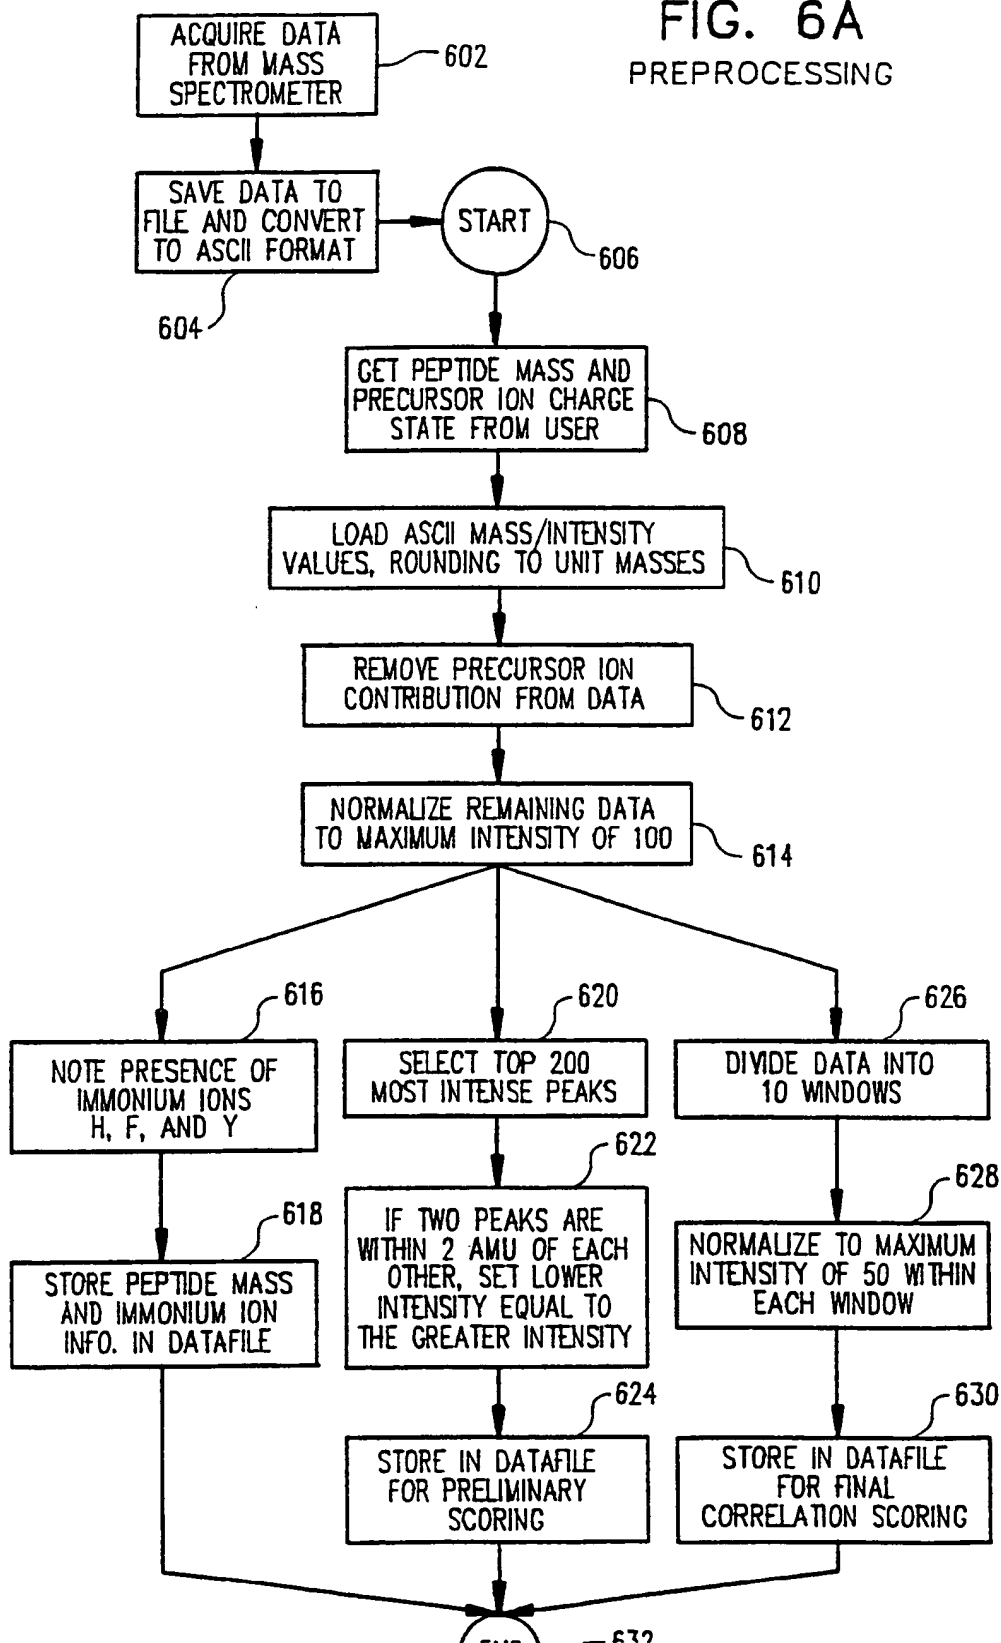 FIG. 6A
PREPROCESSING
ACQUIRE DATA
FROM MASS
SPECTROMETER
602
SAVE DATA TO
FILE AND CONVERT
TO ASCII FORMAT
604
START
606
GET PEPTIDE MASS AND
PRECURSOR ION CHARGE
STATE FROM USER
608
LOAD ASCII MASS/INTENSITY
VALUES, ROUNDING TO UNIT MASSES
610
REMOVE PRECURSOR ION
CONTRIBUTION FROM DATA
612
NORMALIZE REMAINING DATA
TO MAXIMUM INTENSITY OF 100
614
616
NOTE PRESENCE OF
IMMONIUM IONS
H, F, AND Y
618
STORE PEPTIDE MASS
AND IMMONIUM ION
INFO. IN DATAFILE
620
SELECT TOP 200
MOST INTENSE PEAKS
622
IF TWO PEAKS ARE
WITHIN 2 AMU OF EACH
OTHER, SET LOWER
INTENSITY EQUAL TO
THE GREATER INTENSITY
624
STORE IN DATAFILE
FOR PRELIMINARY
SCORING
626
DIVIDE DATA INTO
10 WINDOWS
628
NORMALIZE TO MAXIMUM
INTENSITY OF 50 WITHIN
EACH WINDOW
630
STORE IN DATAFILE
FOR FINAL
CORRELATION SCORING
632